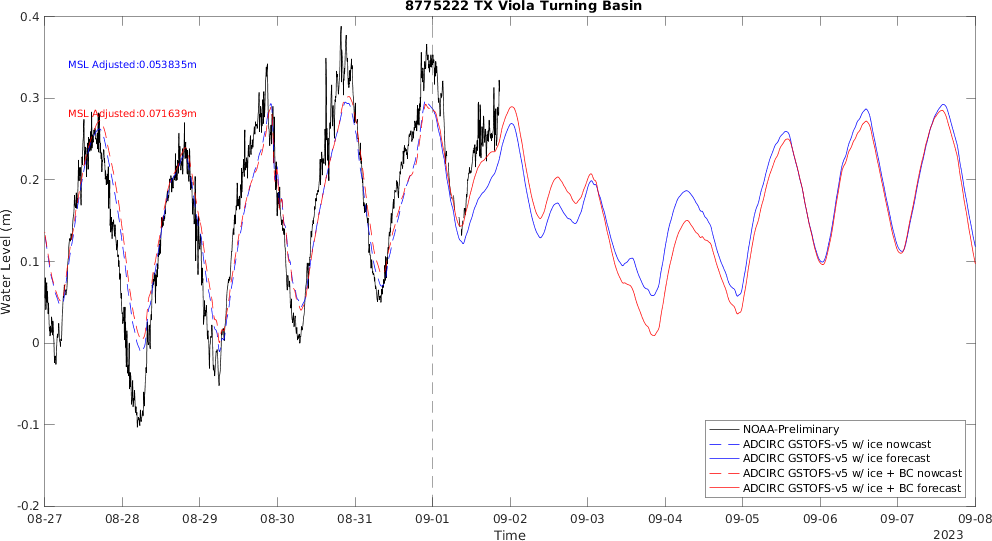 8775222 TX Viola Turning Basin
MSL Adjusted:0.053835m
MSL Adjusted:0.071639m
Water Level (m)
0.4
0.3
0.2
0.1
0
-0.1
-0.2
NOAA-Preliminary
ADCIRC GSTOFS-v5 w/ ice nowcast
ADCIRC GSTOFS-v5 w/ ice forecast
ADCIRC GSTOFS-v5 w/ ice + BC nowcast
ADCIRC GSTOFS-v5 w/ ice + BC forecast
08-27 08-28 08-29 08-30 08-31 09-01 09-02 09-03 09-04 09-05 09-06 09-07 09-08
Time
2023